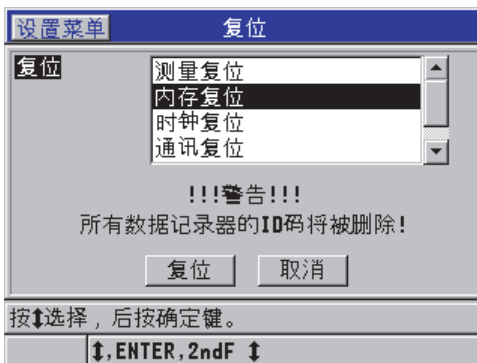 设置菜单 复位
复位
测量复位
内存复位
时钟复位
通讯复位
!!!警告!!!
所有数据记录器的ID码将被删除!
复位 取消
按↕选择，后按确定键。
↕,ENTER,2ndF ↕